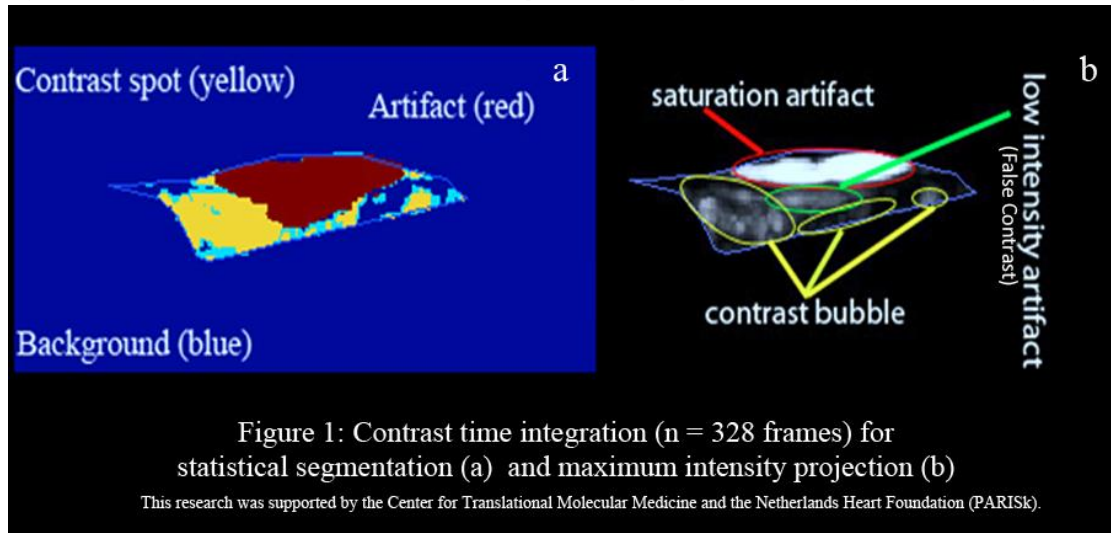 Contrast spot (yellow)
a
Artifact (red)
Background (blue)
b
saturation artifact
low intensity artifact
(False Contrast)
contrast bubble
Figure 1: Contrast time integration (n = 328 frames) for
statistical segmentation (a) and maximum intensity projection (b)
This research was supported by the Center for Translational Molecular Medicine and the Netherlands Heart Foundation (PARISk).